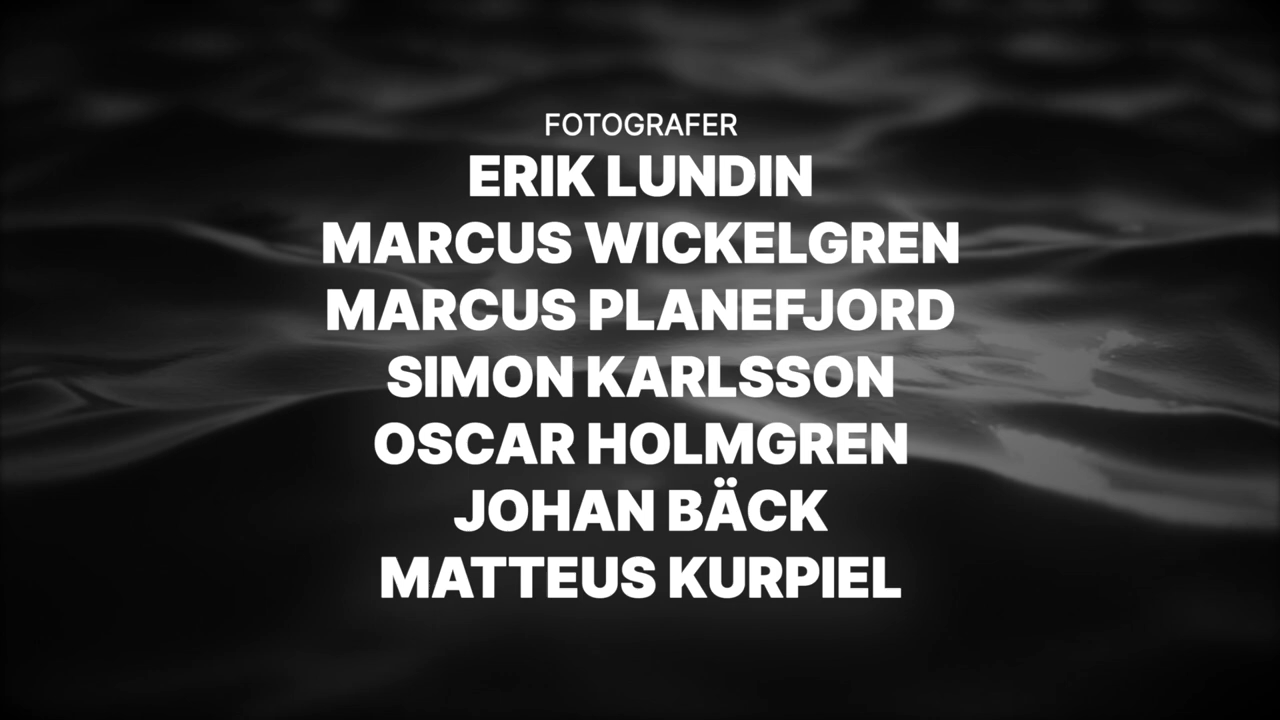 FOTOGRAFER
ERIK LUNDIN
MARCUS WICKELGREN
MARCUS PLANEFJORD
SIMON KARLSSON
OSCAR HOLMGREN
JOHAN BÄCK
MATTEUS KURPIEL